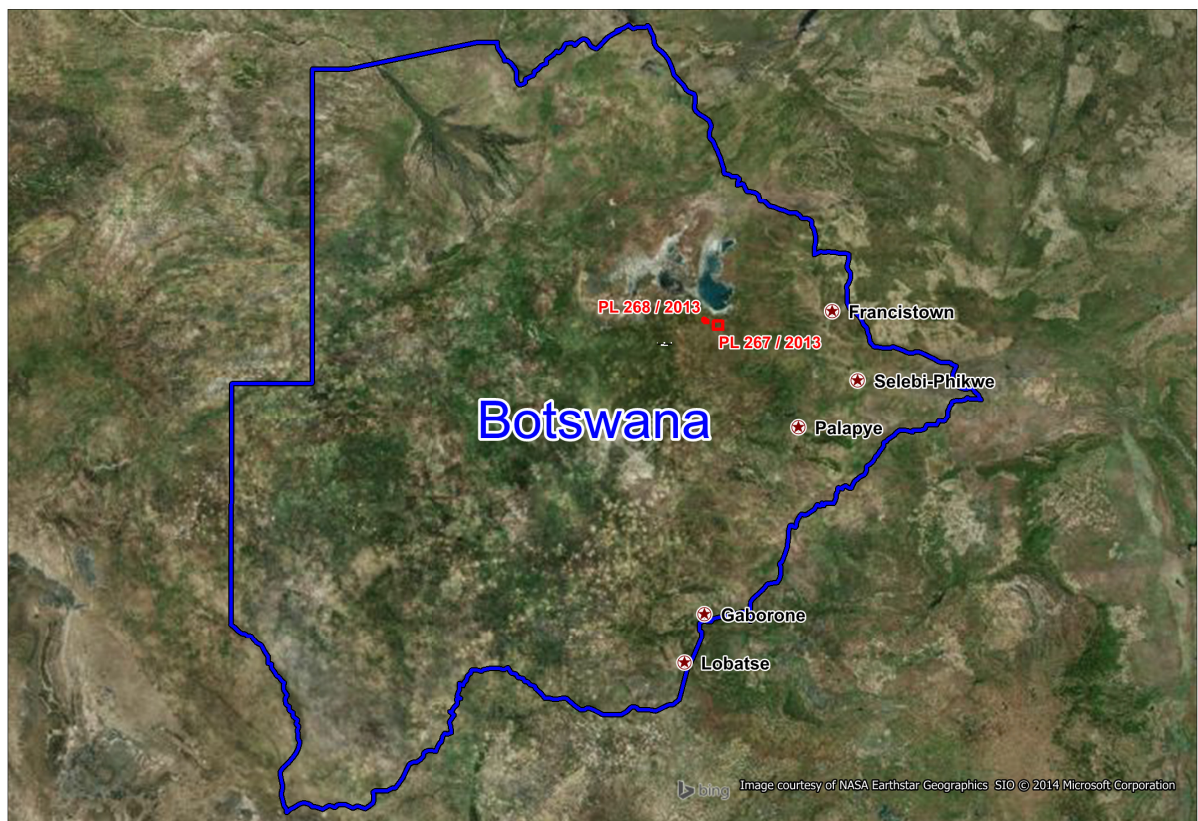 PL 268 / 2013
Francistown
PL 267 / 2013
Selebi-Phikwe
Botswana
Palapye
Gaborone
Lobatse
bing
Image courtesy of NASA Earthstar Geographics SIO © 2014 Microsoft Corporation